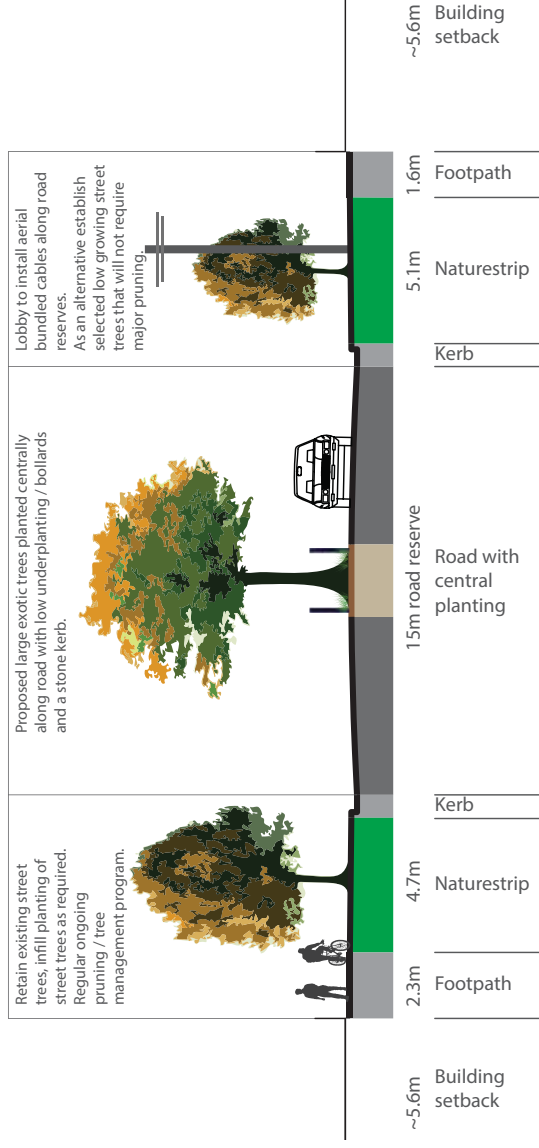 Retain existing street
trees, infill planting of
street trees as required.
Regular ongoing
pruning / tree
management program.
Proposed large exotic trees planted centrally
along road with low underplanting / bollards
and a stone kerb.
Lobby to install aerial
bundled cables along road
reserves.
As an alternative establish
selected low growing street
trees that will not require
major pruning.
~5.6m
2.3m
4.7m
15m road reserve
5.1m
1.6m
~5.6m
Building
setback
Footpath
Naturestrip
Kerb
Road with
central
planting
Kerb
Naturestrip
Footpath
Building
setback